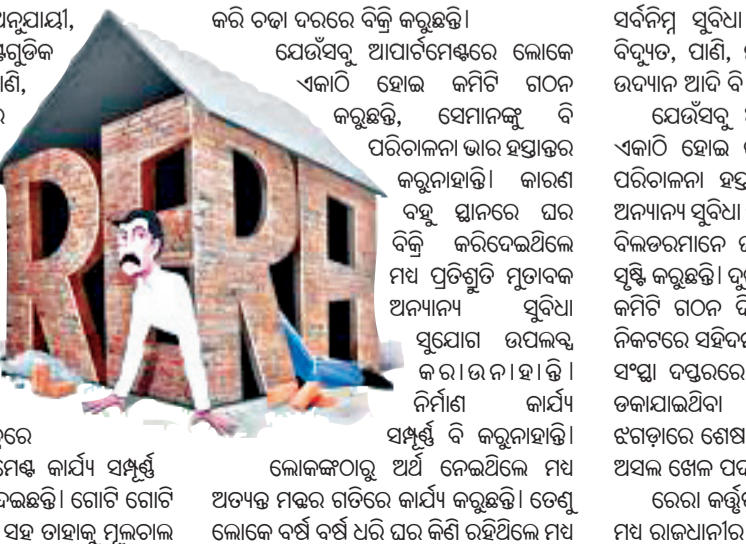 ନୁଯାୟୀ,
ଟଗୁଡିକ
ଣି,
ରେ
ମେଣ୍ଟ କାର୍ଯ୍ୟ ସମ୍ପୂର୍ଣ୍ଣ
ଦେଇଛନ୍ତି। ଗୋଟି ଗୋଟି
ସହ ତାହାକୁ ମୂଲଚାଲ
RERA
କରି ଚଢା ଦରରେ ବିକ୍ରି କରୁଛନ୍ତି।
ଯେଉଁସବୁ ଆପାର୍ଟମେଣ୍ଟରେ ଲୋକେ
ଏକାଠି ହୋଇ କମିଟି ଗଠନ
କରୁଛନ୍ତି, ସେମାନଙ୍କୁ ବି
ପରିଚାଳନା ଭାର ହସ୍ତାନ୍ତର
କରୁନାହାନ୍ତି। କାରଣ
ବହୁ ସ୍ଥାନରେ ଘର
ବିକ୍ରି କରିଦେଇଥିଲେ
ମଧ୍ୟ ପ୍ରତିଶ୍ରୁତି ମୁତାବକ
ଅନ୍ୟାନ୍ୟ ସୁବିଧା
ସୁଯୋଗ ଉପଲବ୍ଧ
କରାଉନାହାନ୍ତି।
ନିର୍ମାଣ କାର୍ଯ୍ୟ
ସମ୍ପୂର୍ଣ୍ଣ ବି କରୁନାହାନ୍ତି।
ଲୋକଙ୍କଠାରୁ ଅର୍ଥ ନେଇଥିଲେ ମଧ୍ୟ
ଅତ୍ୟନ୍ତ ମନ୍ଥର ଗତିରେ କାର୍ଯ୍ୟ କରୁଛନ୍ତି। ତେଣୁ
ଲୋକେ ବର୍ଷ ବର୍ଷ ଧରି ଘର କିଣି ରହିଥିଲେ ମଧ୍ୟ
ସର୍ବନିମ୍ନ ସୁବିଧା
ବିଦ୍ୟୁତ, ପାଣି,
ଉଦ୍ୟାନ ଆଦି ବି
ଯେଉଁସବୁ
ଏକାଠି ହୋଇ
ପରିଚାଳନା ହସ୍ତ
ଅନ୍ୟାନ୍ୟ ସୁବିଧା
ବିଲଡରମାନେ
ସୃଷ୍ଟି କରୁଛନ୍ତି।
କମିଟି ଗଠନ
ନିକଟରେ ସହିଦ
ସଂସ୍ଥା ଦପ୍ତରରେ
ଡକାଯାଇଥିବା
ଝଗଡ଼ାରେ ଶେଷ
ଅସଲ ଖେଳ ପଦ
ରେରା କର୍ତ୍ତୃ
ମଧ୍ୟ ରାଜଧାନୀର